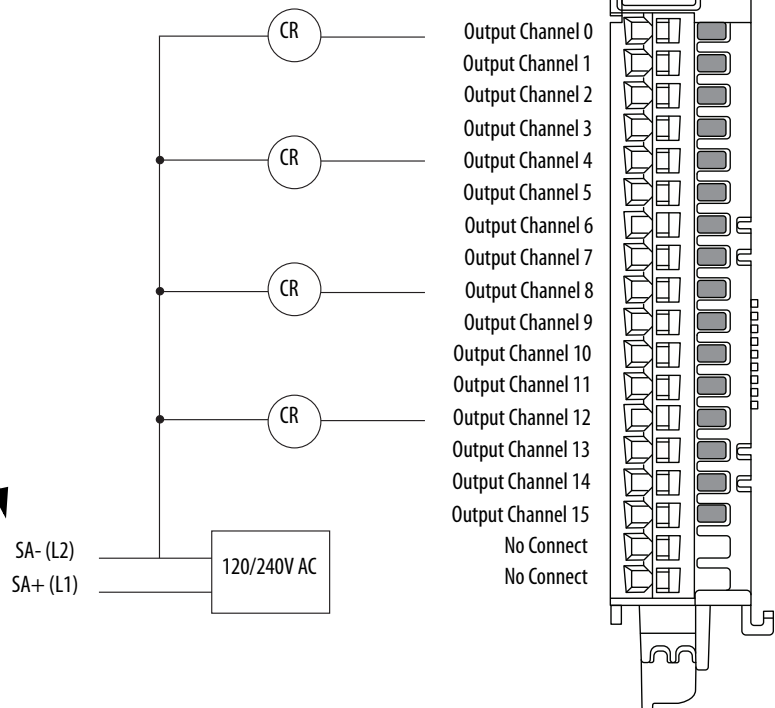 CR
Output Channel 0
Output Channel 1
Output Channel 2
Output Channel 3
CR
Output Channel 4
Output Channel 5
Output Channel 6
Output Channel 7
CR
Output Channel 8
Output Channel 9
Output Channel 10
Output Channel 11
CR
Output Channel 12
Output Channel 13
Output Channel 14
Output Channel 15
SA- (L2)
SA+ (L1)
120/240V AC
No Connect
No Connect